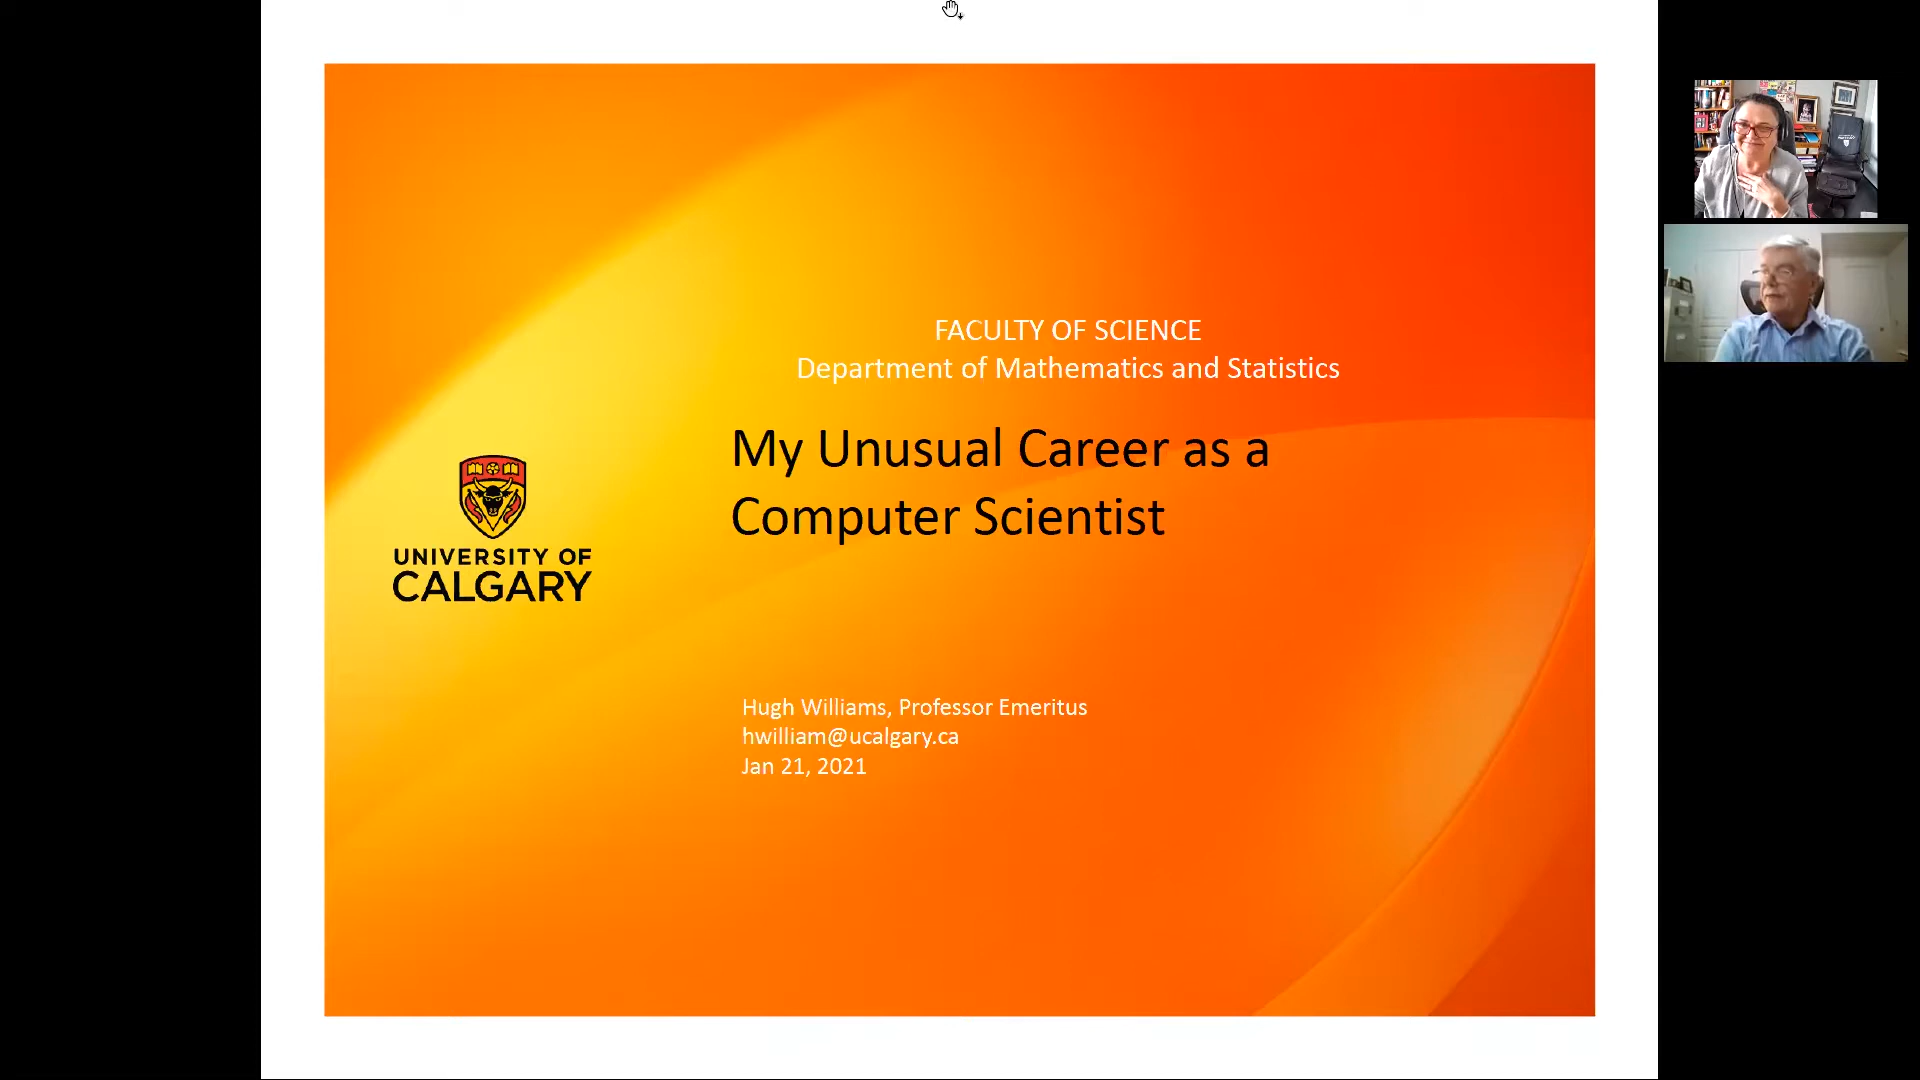 FACULTY OF SCIENCE
Department of Mathematics and Statistics
My Unusual Career as a
Computer Scientist
UNIVERSITY OF
CALGARY
Hugh Williams, Professor Emeritus
hwilliam@ucalgary.ca
Jan 21, 2021